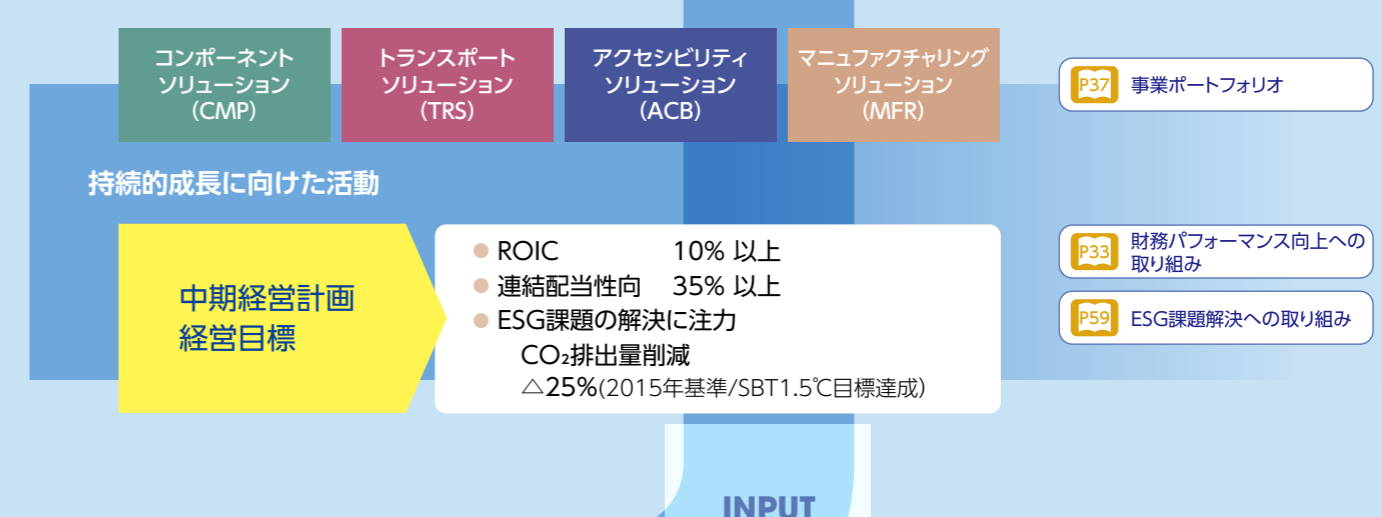 コンポーネント
ソリューション
(CMP)
トランスポート
ソリューション
(TRS)
アクセシビリティ
ソリューション
(ACB)
マニュファクチャリング
ソリューション
(MFR)
P37 事業ポートフォリオ
持続的成長に向けた活動
中期経営計画
経営目標
● ROIC 10% 以上
● 連結配当性向 35% 以上
● ESG課題の解決に注力
CO₂排出量削減
△25%(2015年基準/SBT1.5℃目標達成)
P33 財務パフォーマンス向上への
取り組み
P59 ESG課題解決への取り組み
INPUT